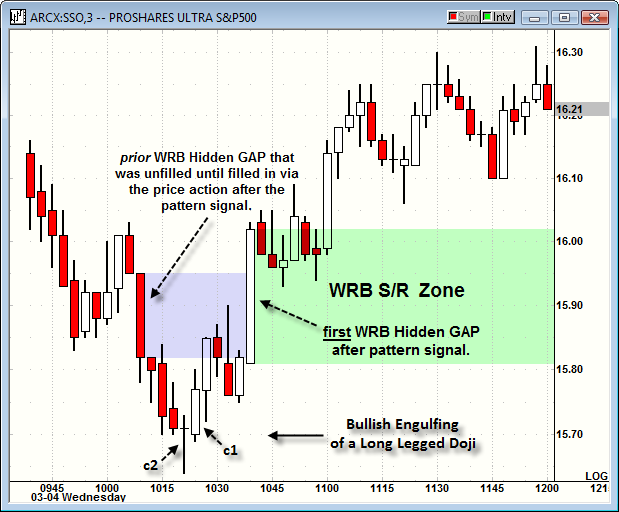 ARCX:SSO,3 -- PROSHARES ULTRA S&P500
Sym Intv
16.30
16.21
16.20
prior WRB Hidden GAP that
was unfilled until filled in via
the price action after the
pattern signal.
16.10
16.00
WRB S/R Zone
15.90
first WRB Hidden GAP
after pattern signal.
15.80
Bullish Engulfing
of a Long Legged Doji
15.70
c1
c2
LOG
0945 1000 1015 1030 1045 1100 1115 1130 1145 1200 121
03-04 Wednesday